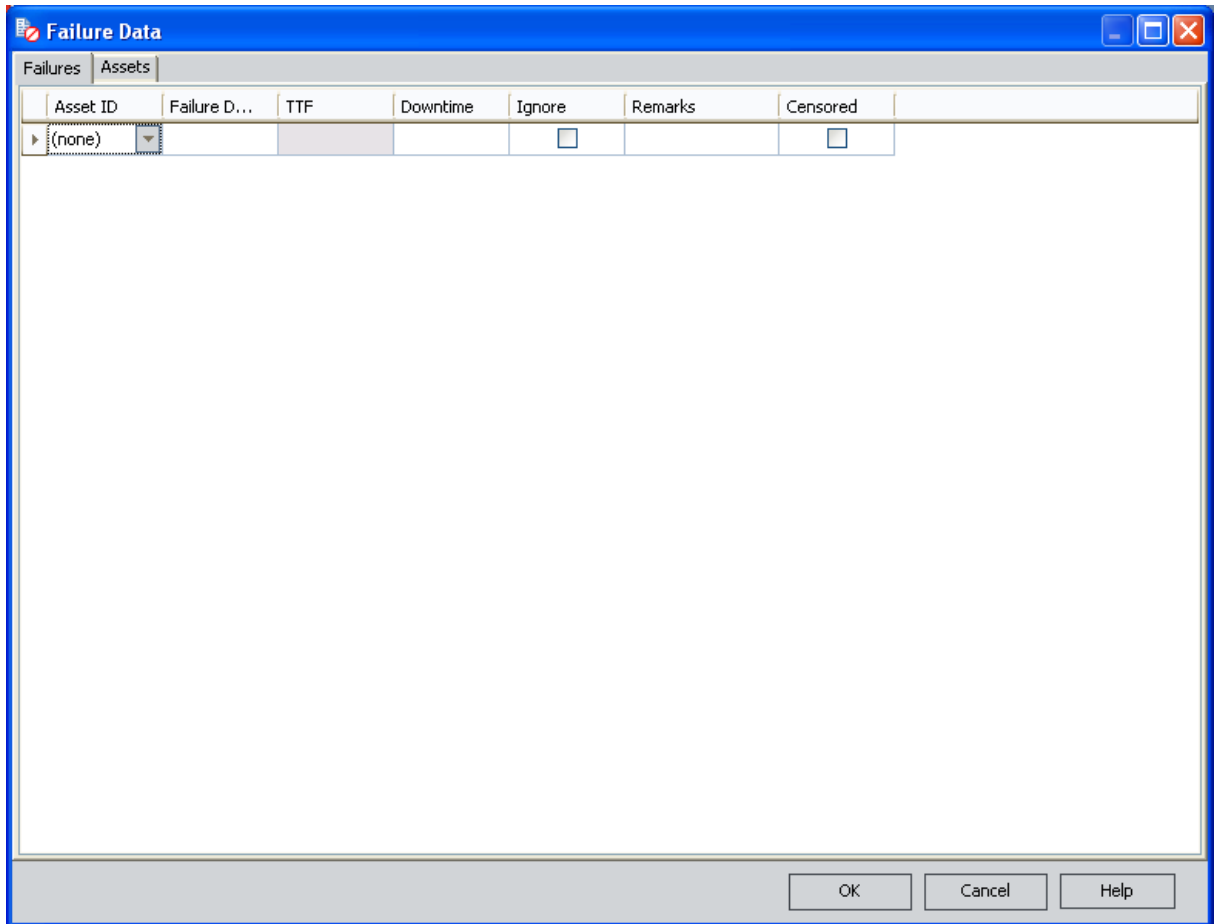 Failure Data
Failures Assets
Asset ID Failure D... TTF Downtime Ignore Remarks Censored
(none)
OK Cancel Help